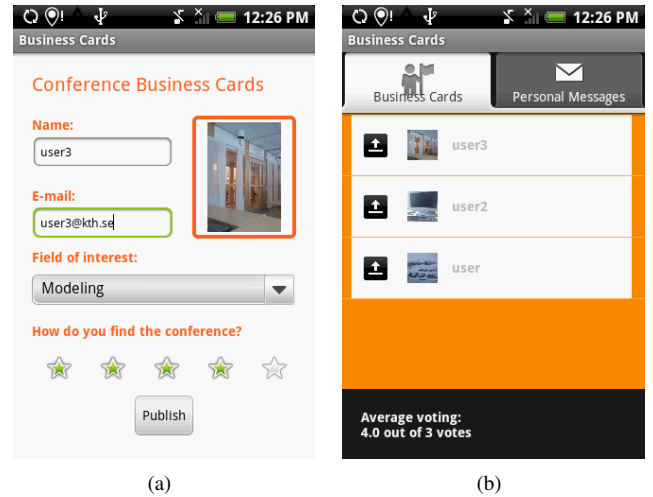 12:26 PM
Business Cards
Conference Business Cards
Name:
user3
E-mail:
user3@kth.se
Field of interest:
Modeling
How do you find the conference?
Publish
(a)
12:26 PM
Business Cards
Business Cards
Personal Messages
user3
user2
user
Average voting:
4.0 out of 3 votes
(b)